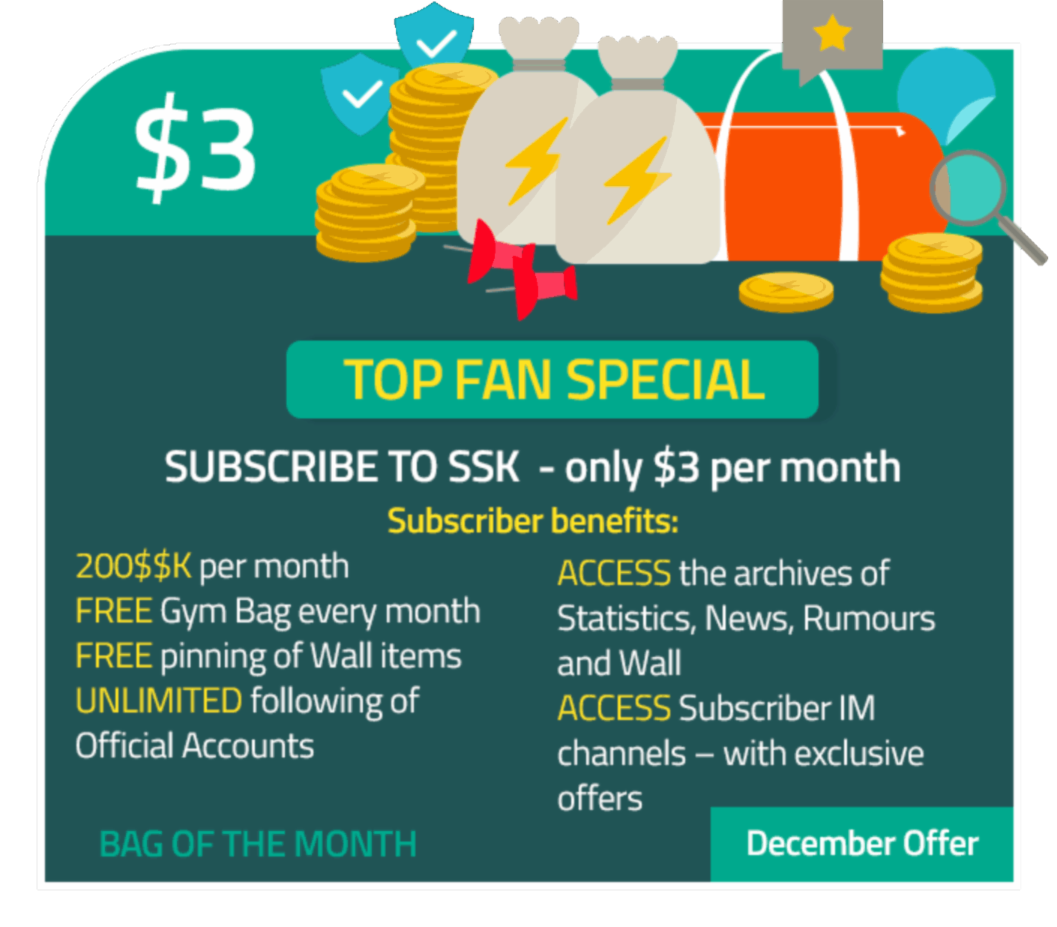 $3
TOP FAN SPECIAL
SUBSCRIBE TO SSK - only $3 per month
Subscriber benefits:
200$$K per month
FREE Gym Bag every month
FREE pinning of Wall items
UNLIMITED following of
Official Accounts
ACCESS the archives of
Statistics, News, Rumours
and Wall
ACCESS Subscriber IM
channels – with exclusive
offers
BAG OF THE MONTH
December Offer